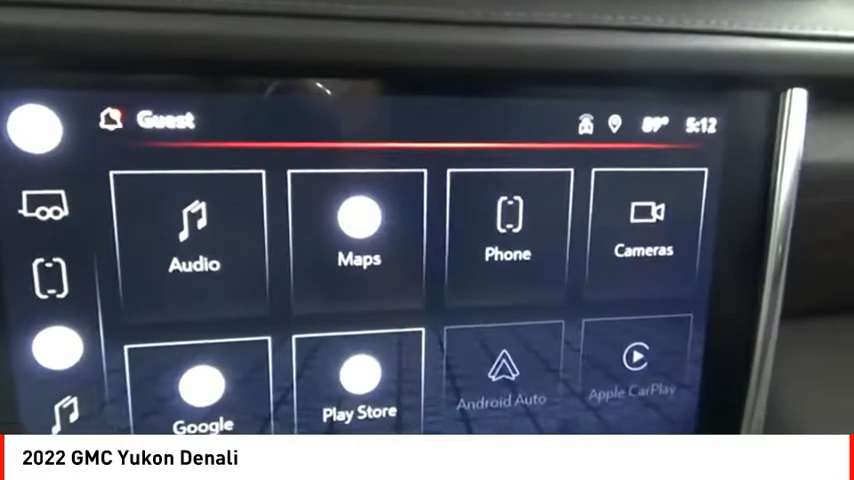 Guest 89° 5:12
Audio Maps Phone Cameras
Google Play Store Android Auto Apple CarPlay
2022 GMC Yukon Denali